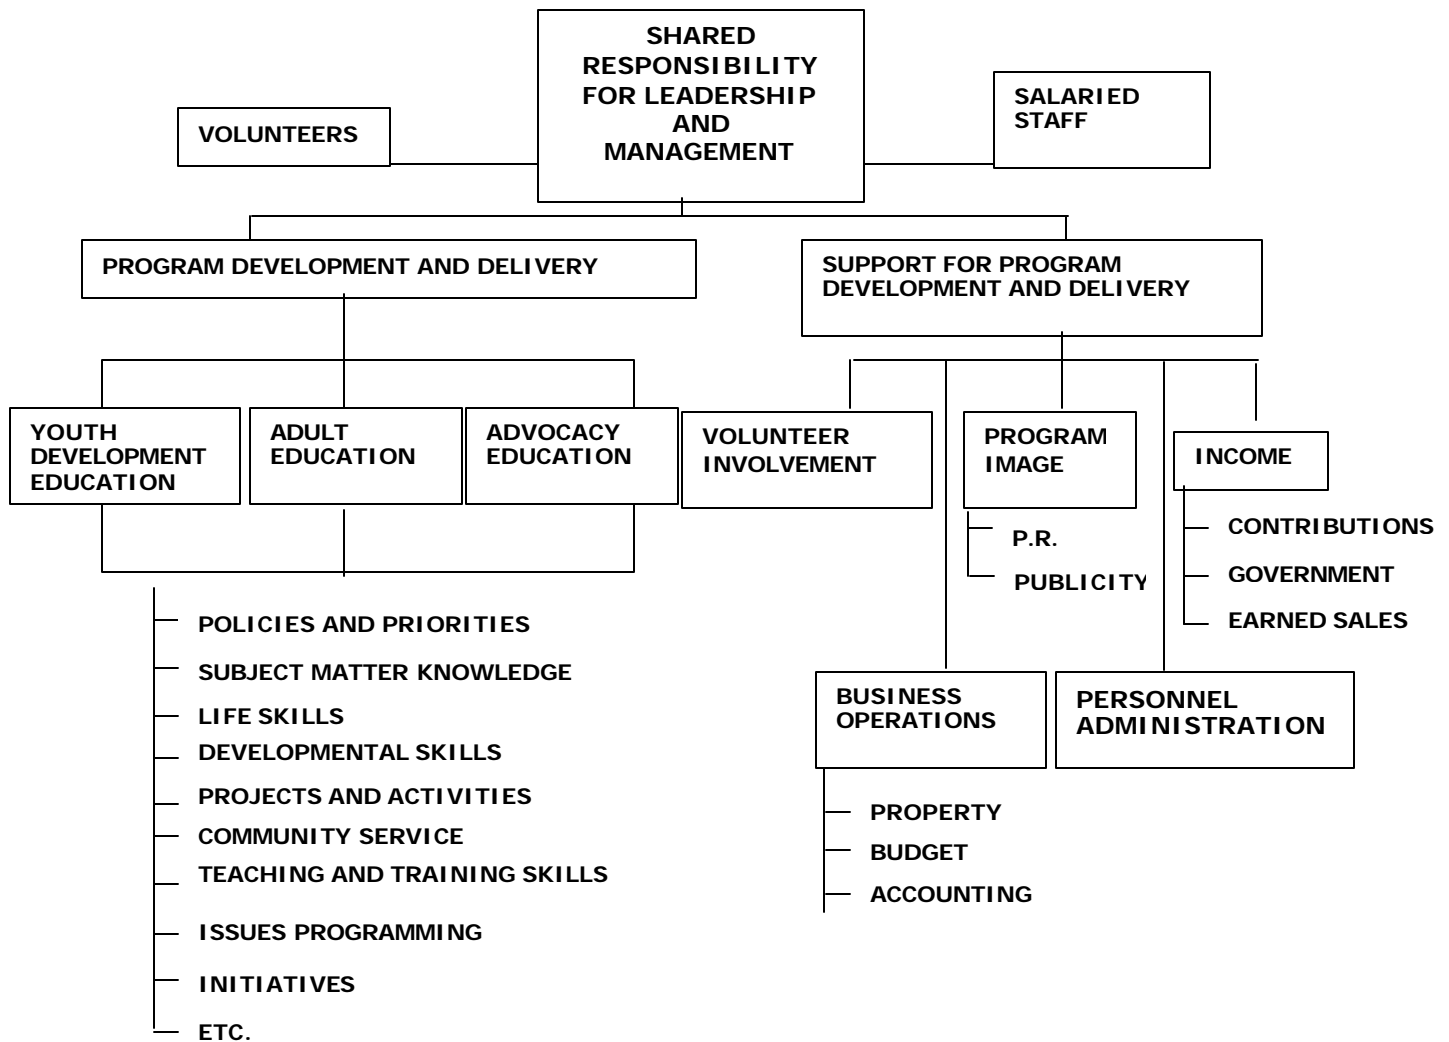 SHARED
RESPONSIBILITY
FOR LEADERSHIP
AND
MANAGEMENT
VOLUNTEERS
SALARIED
STAFF
PROGRAM DEVELOPMENT AND DELIVERY
SUPPORT FOR PROGRAM
DEVELOPMENT AND DELIVERY
YOUTH
DEVELOPMENT
EDUCATION
ADULT
EDUCATION
ADVOCACY
EDUCATION
VOLUNTEER
INVOLVEMENT
PROGRAM
IMAGE
INCOME
P.R.
PUBLICITY
CONTRIBUTIONS
GOVERNMENT
EARNED SALES
POLICIES AND PRIORITIES
SUBJECT MATTER KNOWLEDGE
LIFE SKILLS
DEVELOPMENTAL SKILLS
PROJECTS AND ACTIVITIES
COMMUNITY SERVICE
TEACHING AND TRAINING SKILLS
ISSUES PROGRAMMING
INITIATIVES
ETC.
BUSINESS
OPERATIONS
PERSONNEL
ADMINISTRATION
PROPERTY
BUDGET
ACCOUNTING